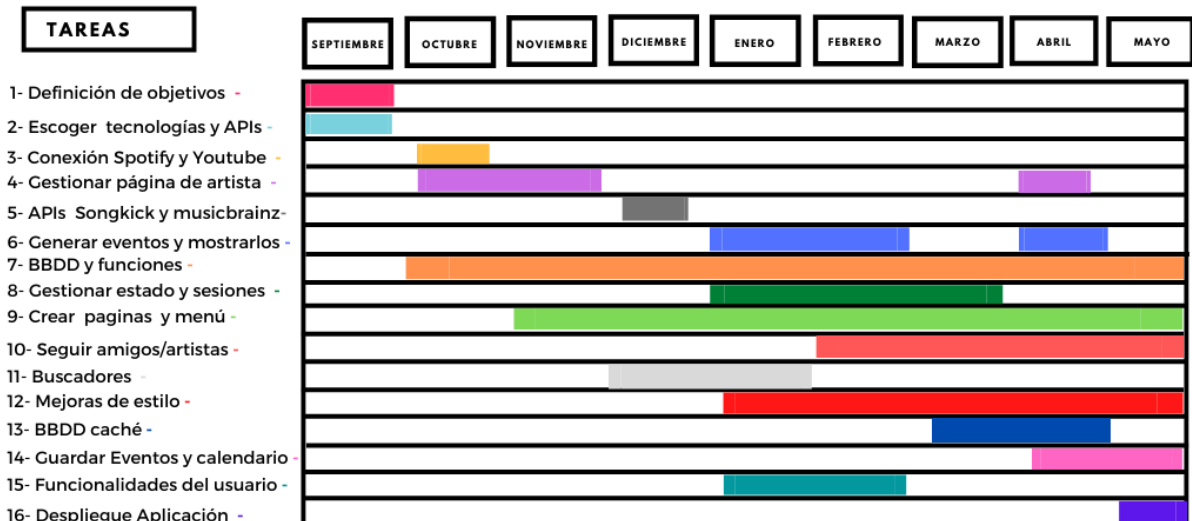 TAREAS
SEPTIEMBRE OCTUBRE NOVIEMBRE DICIEMBRE ENERO FEBRERO MARZO ABRIL MAYO
1- Definición de objetivos -
2- Escoger tecnologías y APIs -
3- Conexión Spotify y Youtube -
4- Gestionar página de artista -
5- APIs Songkick y musicbrainz-
6- Generar eventos y mostrarlos -
7- BBDD y funciones -
8- Gestionar estado y sesiones -
9- Crear paginas y menú -
10- Seguir amigos/artistas -
11- Buscadores -
12- Mejoras de estilo -
13- BBDD caché -
14- Guardar Eventos y calendario -
15- Funcionalidades del usuario -
16- Despliegue Aplicación -